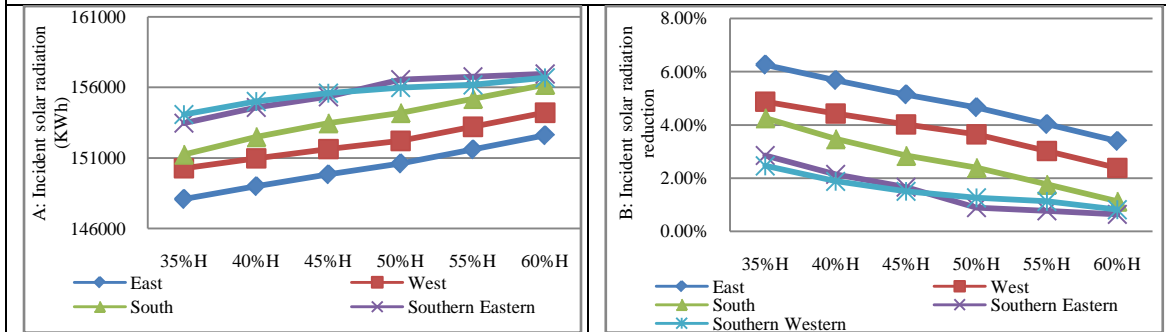 A: Incident solar radiation
(KWh)
161000
156000
151000
146000
35%H 40%H 45%H 50%H 55%H 60%H
East West
South Southern Eastern
B: Incident solar radiation
reduction
8.00%
6.00%
4.00%
2.00%
0.00%
35%H 40%H 45%H 50%H 55%H 60%H
East West
South Southern Eastern
Southern Western